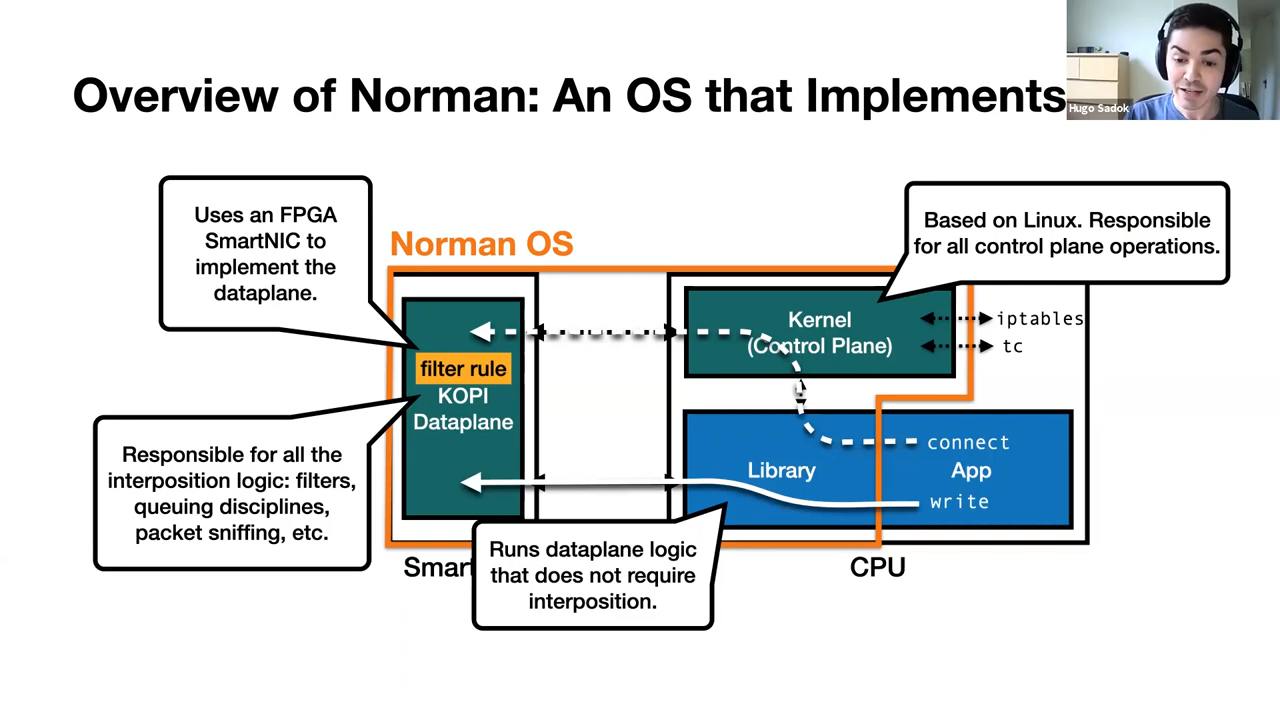 Overview of Norman: An OS that Implements
Hugo Sadok
Uses an FPGA
SmartNIC to
implement the
dataplane.
Based on Linux. Responsible
for all control plane operations.
Norman OS
Kernel
(Control Plane)
iptables
tc
filter rule
KOPI
Dataplane
Responsible for all the
interposition logic: filters,
queuing disciplines,
packet sniffing, etc.
connect
Library
App
write
Runs dataplane logic
that does not require
interposition.
Smart
CPU